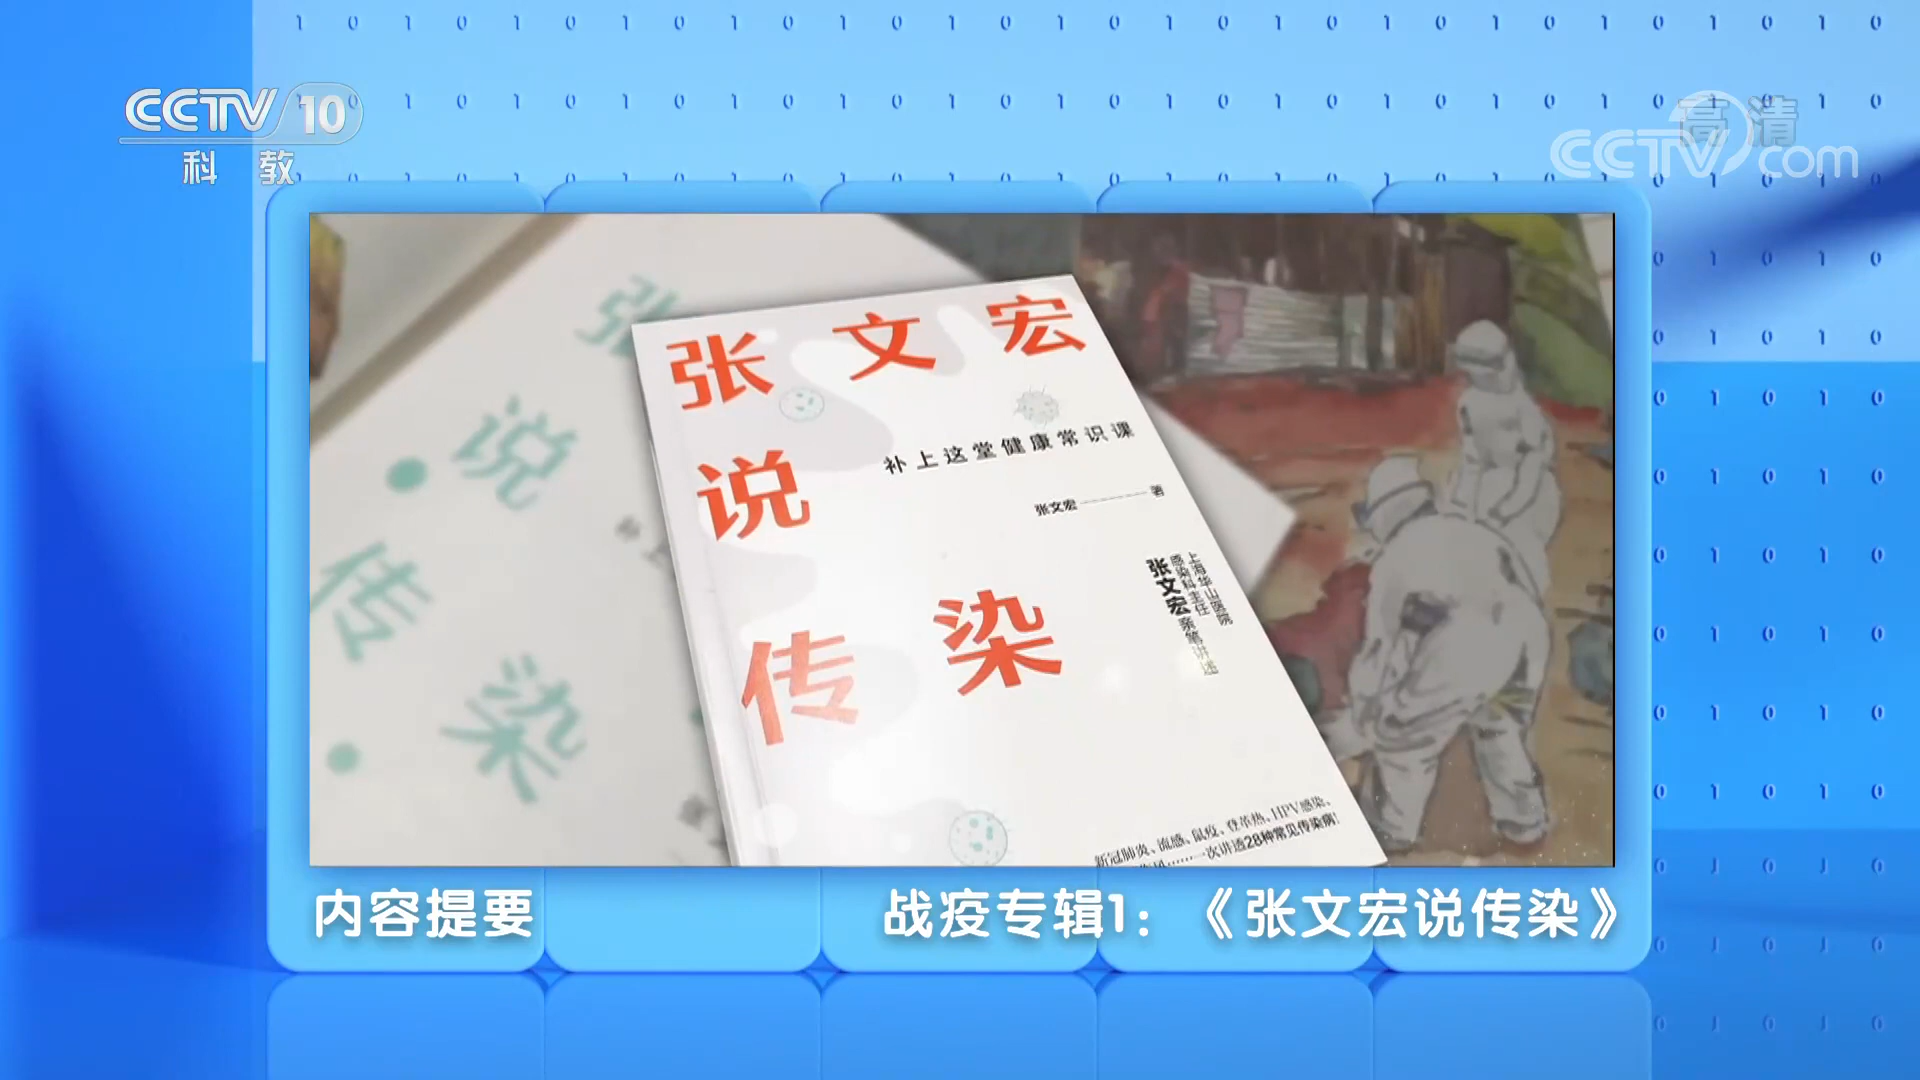 CCTV 10
科教
高清
CCTV.com
张文宏
说
传染
补上这堂健康常识课
张文宏 著
上海华山医院
感染科主任
张文宏亲笔讲述
新冠肺炎、流感、鼠疫、登革热、HPV感染、
一次讲透28种常见传染病!
张
说
传
染
内容提要
战疫专辑1：《张文宏说传染》